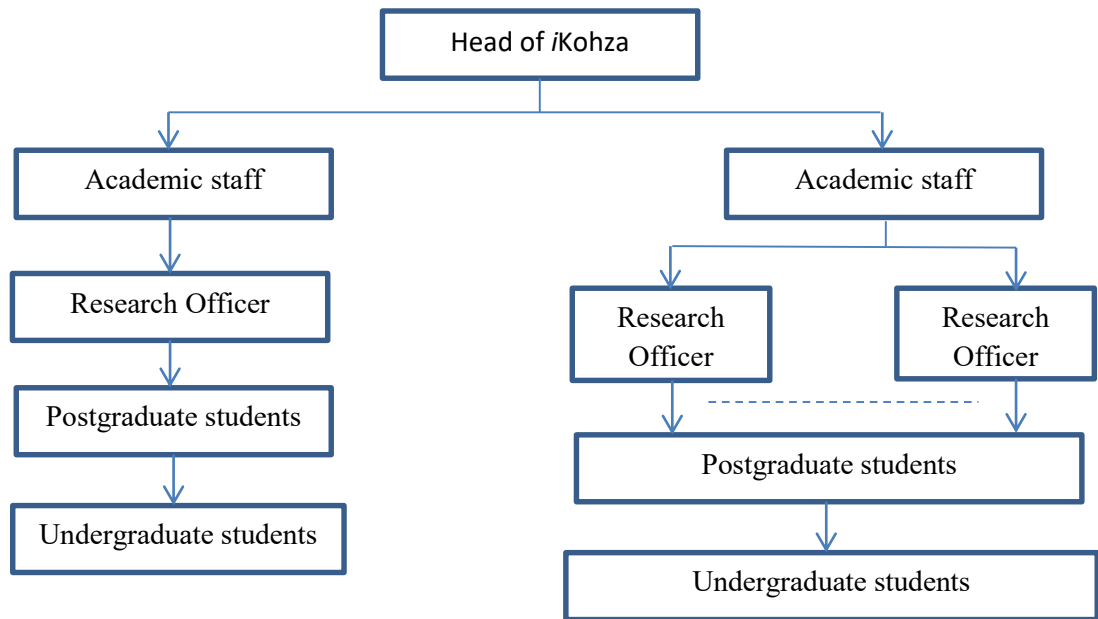 Head of iKohza
Academic staff
Academic staff
Research Officer
Research
Officer
Research
Officer
Postgraduate students
Postgraduate students
Undergraduate students
Undergraduate students